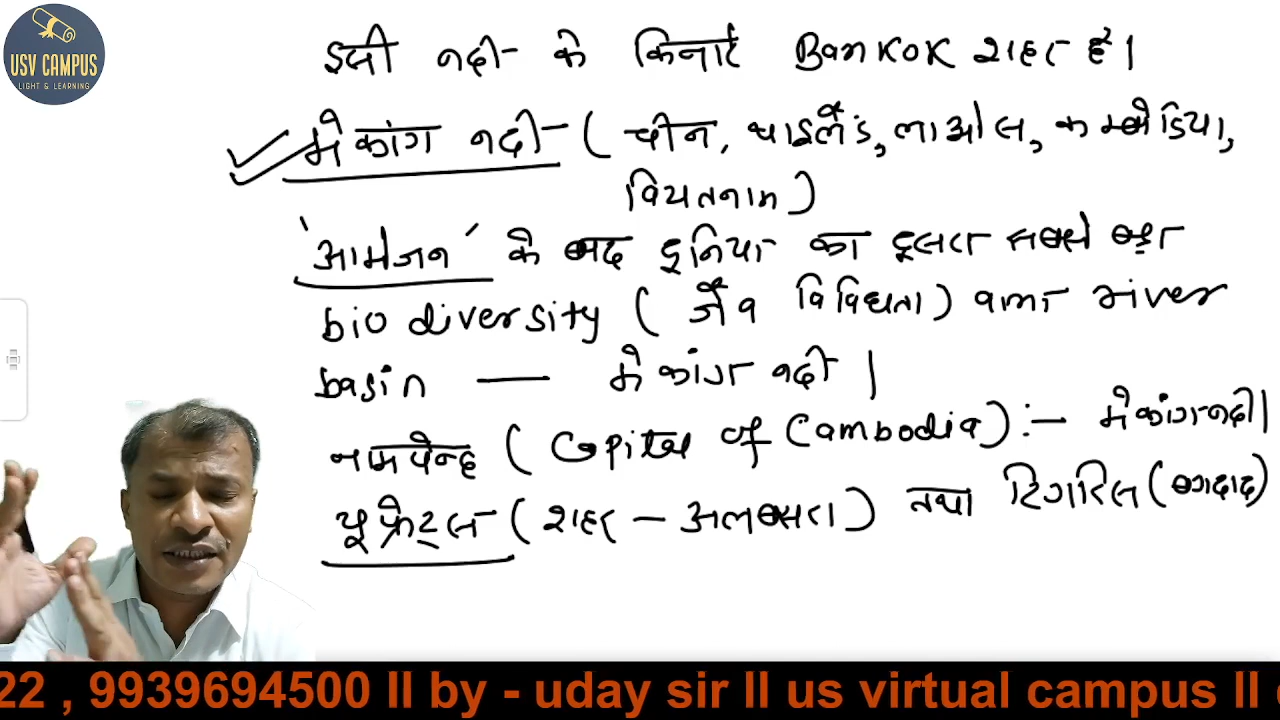 USV CAMPUS
LIGHT & LEARNING
इसी नदी के किनारे Bankok शहर है।
मेकांग नदी - ( चीन, थाईलैंड, लाओस, कम्बोडिया,
वियतनाम )
'आमेजन' के बाद दुनिया का दूसरा सबसे बड़ा
bio diversity ( जैव विविधता ) वाला river
basin — मेकांग नदी |
नामपेन्ह ( Capital of Cambodia ) :- मेकांग नदी।
यूफ्रेट्स ( शहर - अलबसरा ) तथा टिगरिस ( बगदाद )
22 , 9939694500 ll by - uday sir ll us virtual campus ll